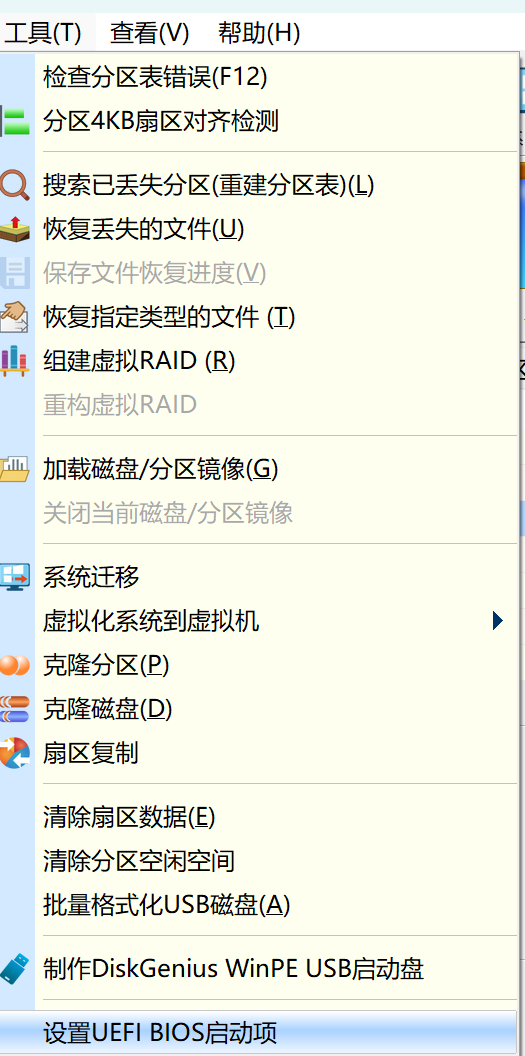 工具(T) 查看(V) 帮助(H)
检查分区表错误(F12)
分区4KB扇区对齐检测
搜索已丢失分区(重建分区表)(L)
恢复丢失的文件(U)
保存文件恢复进度(V)
恢复指定类型的文件 (T)
组建虚拟RAID (R)
重构虚拟RAID
加载磁盘/分区镜像(G)
关闭当前磁盘/分区镜像
系统迁移
虚拟化系统到虚拟机
克隆分区(P)
克隆磁盘(D)
扇区复制
清除扇区数据(E)
清除分区空闲空间
批量格式化USB磁盘(A)
制作DiskGenius WinPE USB启动盘
设置UEFI BIOS启动项